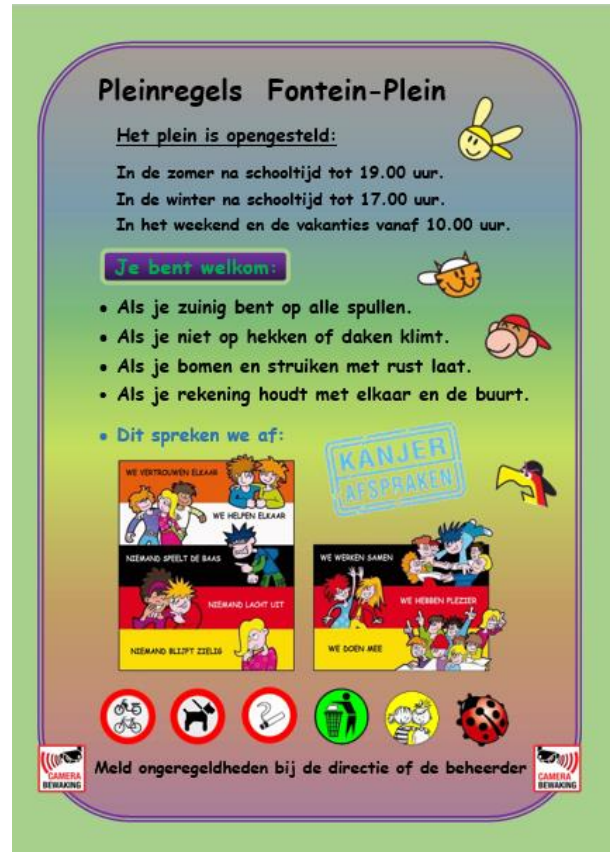 Pleinregels Fontein-Plein
Het plein is opengesteld:
In de zomer na schooltijd tot 19.00 uur.
In de winter na schooltijd tot 17.00 uur.
In het weekend en de vakanties vanaf 10.00 uur.
Je bent welkom:
• Als je zuinig bent op alle spullen.
• Als je niet op hekken of daken klimt.
• Als je bomen en struiken met rust laat.
• Als je rekening houdt met elkaar en de buurt.
• Dit spreken we af:
KANJER
AFSPRAKEN
WE VERTROUWEN ELKAAR
WE HELPEN ELKAAR
NIEMAND SPEELT DE BAAS
NIEMAND LACHT UIT
NIEMAND BLIJFT ZIELIG
WE WERKEN SAMEN
WE HEBBEN PLEZIER
WE DOEN MEE
CAMERA
BEWAKING
Meld ongeregeldheden bij de directie of de beheerder
CAMERA
BEWAKING